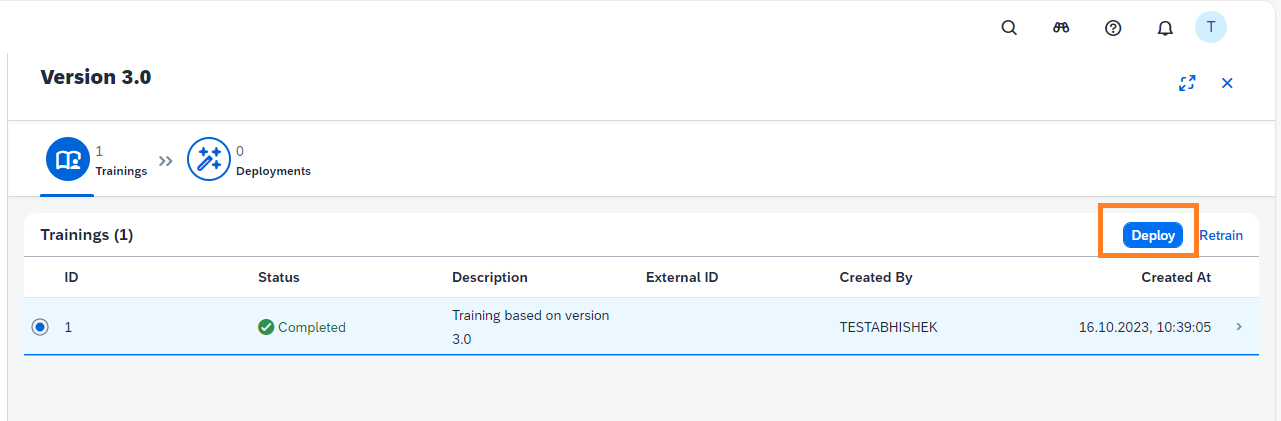 T
Version 3.0
1
Trainings
0
Deployments
Trainings (1)
Deploy
Retrain
ID
Status
Description
External ID
Created By
Created At
1
Completed
Training based on version
3.0
TESTABHISHEK
16.10.2023, 10:39:05